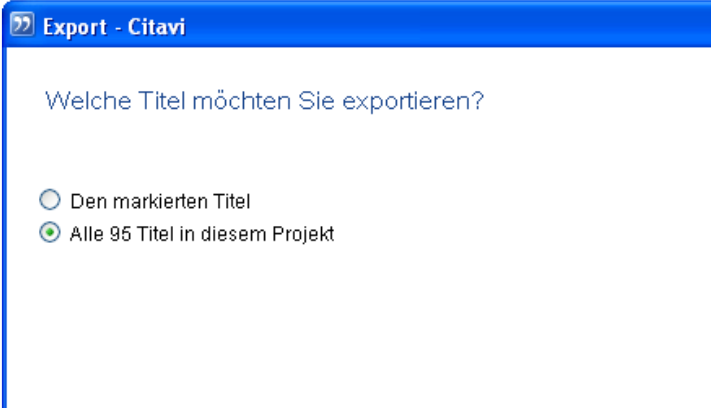 Export - Citavi
Welche Titel möchten Sie exportieren?
Den markierten Titel
Alle 95 Titel in diesem Projekt